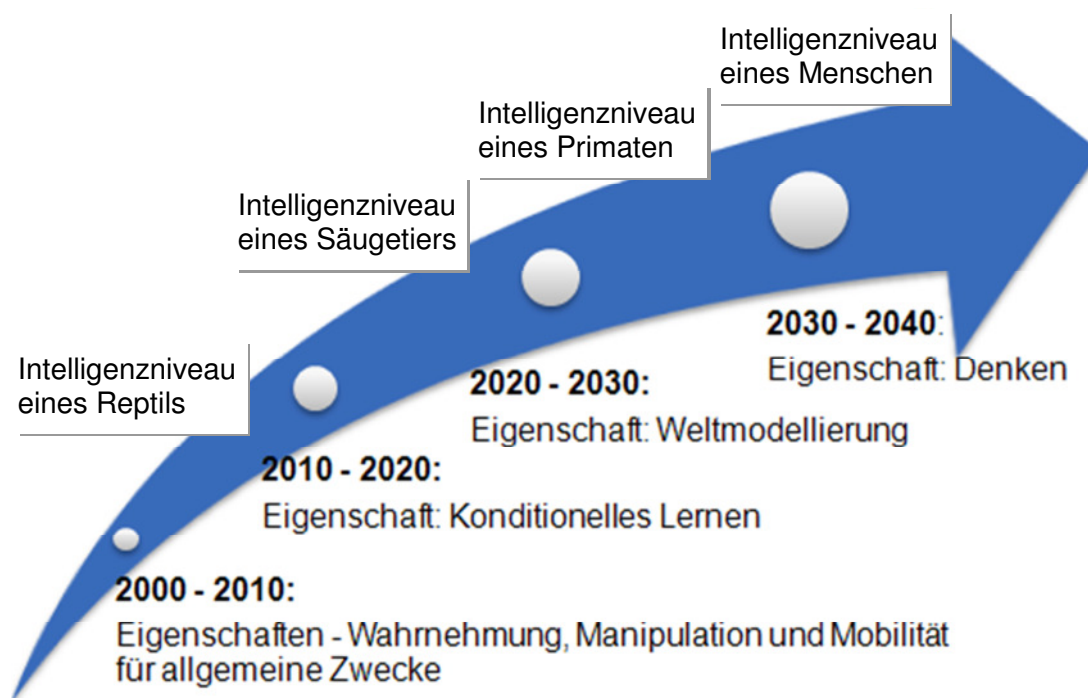 Intelligenzniveau
eines Menschen
Intelligenzniveau
eines Primaten
Intelligenzniveau
eines Säugetiers
Intelligenzniveau
eines Reptils
2030 - 2040:
Eigenschaft: Denken
2020 - 2030:
Eigenschaft: Weltmodellierung
2010 - 2020:
Eigenschaft: Konditionelles Lernen
2000 - 2010:
Eigenschaften - Wahrnehmung, Manipulation und Mobilität
für allgemeine Zwecke